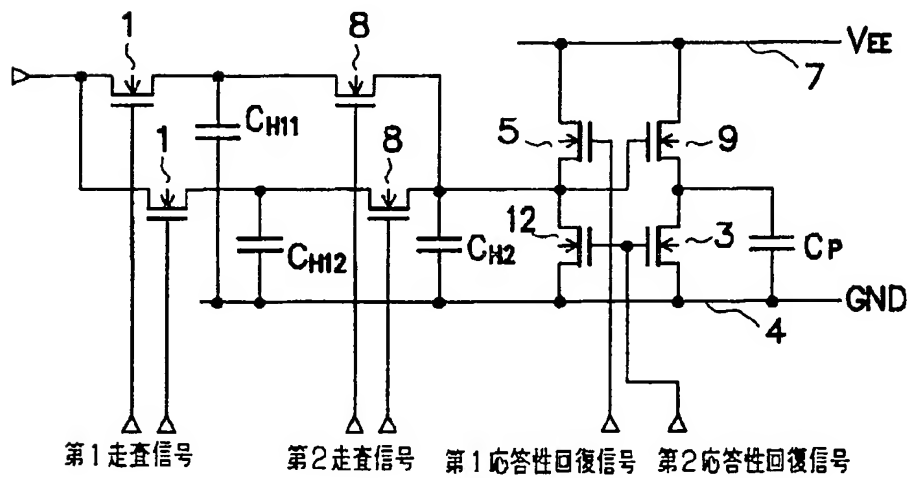 1
8
VEE
7
CH11
5
9
1
8
12
3
CH12
CH2
CP
GND
4
第1走査信号
第2走査信号
第1応答性回復信号
第2応答性回復信号